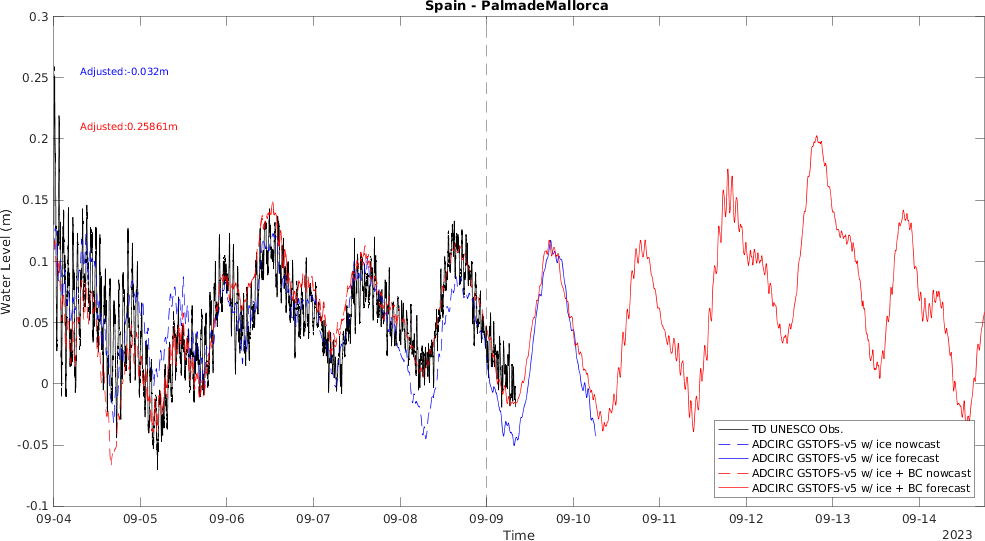 Spain - PalmadeMallorca
0.3
0.25
0.2
0.15
0.1
0.05
0
-0.05
-0.1
Water Level (m)
Adjusted:-0.032m
Adjusted:0.25861m
TD UNESCO Obs.
ADCIRC GSTOFS-v5 w/ ice nowcast
ADCIRC GSTOFS-v5 w/ ice forecast
ADCIRC GSTOFS-v5 w/ ice + BC nowcast
ADCIRC GSTOFS-v5 w/ ice + BC forecast
09-04 09-05 09-06 09-07 09-08 09-09 09-10 09-11 09-12 09-13 09-14
Time
2023